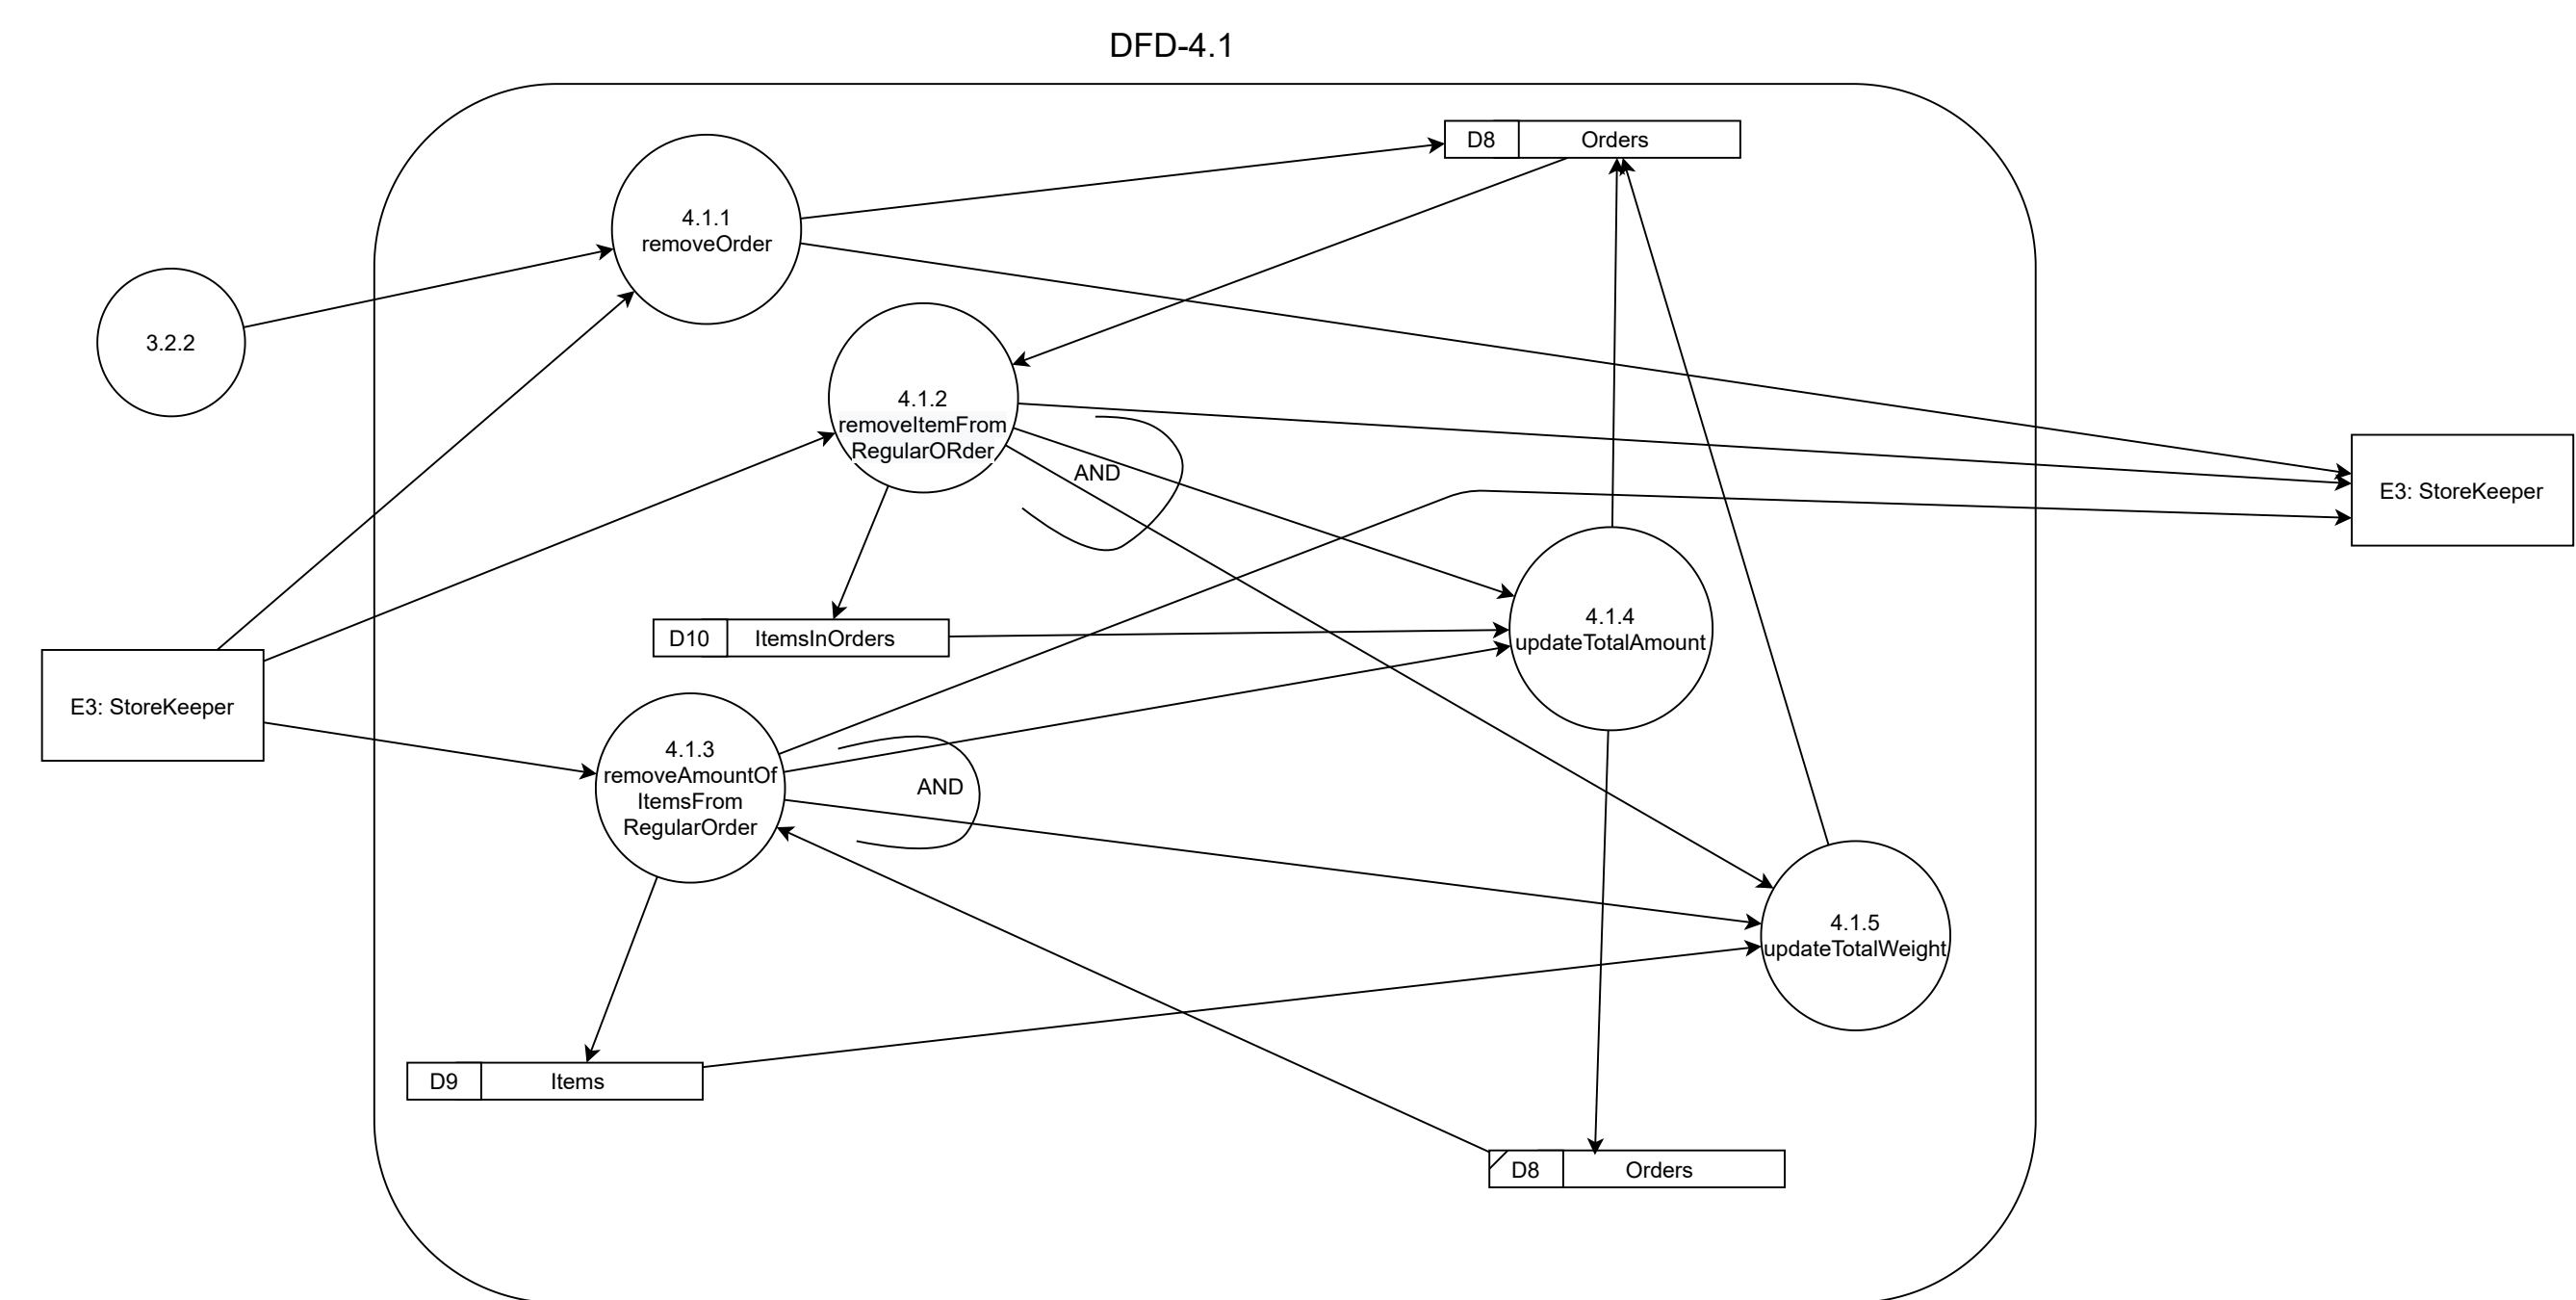 DFD-4.1
D8
Orders
4.1.1
removeOrder
3.2.2
4.1.2
removeItemFrom
RegularORder
AND
E3: StoreKeeper
4.1.4
updateTotalAmount
D10
ItemsInOrders
E3: StoreKeeper
4.1.3
removeAmountOf
ItemsFrom
RegularOrder
AND
4.1.5
updateTotalWeight
D9
Items
D8
Orders